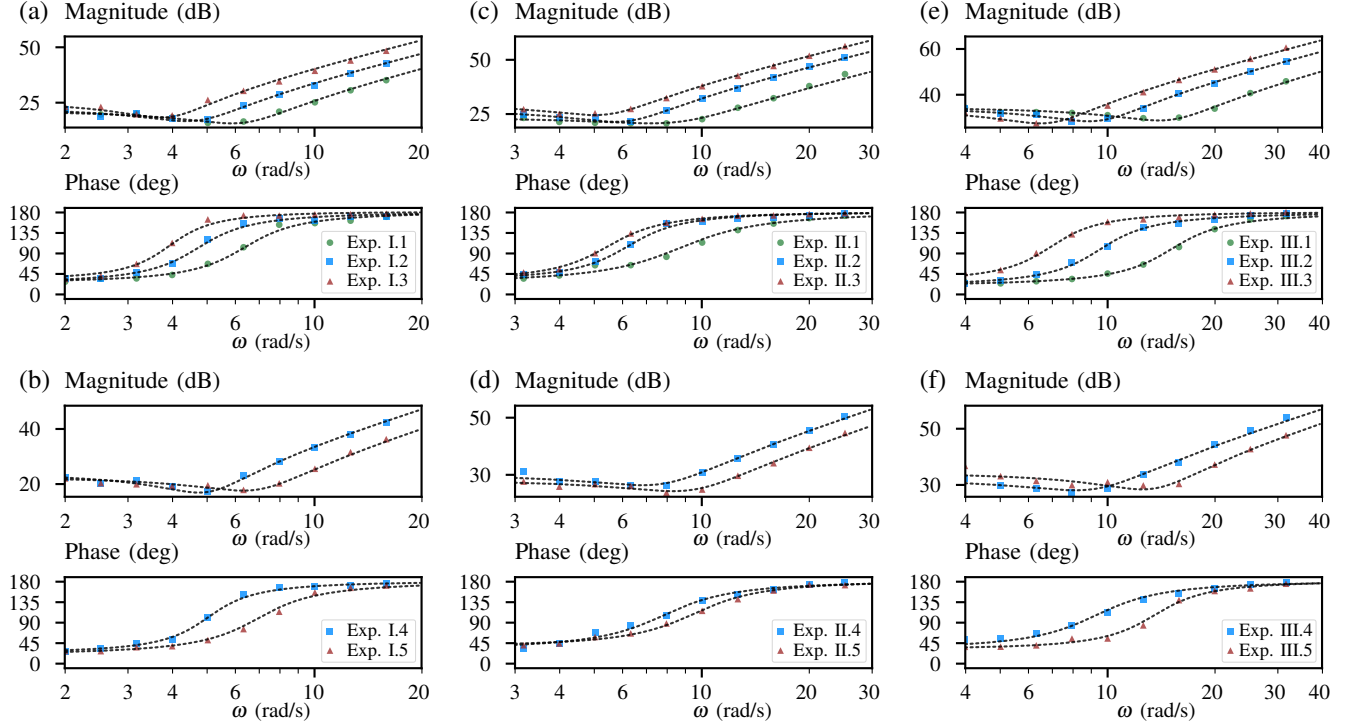 (a) Magnitude (dB)
50
25
2 3 4 6 10 20
ω (rad/s)
Phase (deg)
180
135
90
45
0
Exp. I.1
Exp. I.2
Exp. I.3
2 3 4 6 10 20
ω (rad/s)
(c) Magnitude (dB)
50
25
3 4 6 10 20 30
ω (rad/s)
Phase (deg)
180
135
90
45
0
Exp. II.1
Exp. II.2
Exp. II.3
3 4 6 10 20 30
ω (rad/s)
(e) Magnitude (dB)
60
40
4 6 10 20 30 40
ω (rad/s)
Phase (deg)
180
135
90
45
0
Exp. III.1
Exp. III.2
Exp. III.3
4 6 10 20 30 40
ω (rad/s)
(b) Magnitude (dB)
40
20
2 3 4 6 10 20
ω (rad/s)
Phase (deg)
180
135
90
45
0
Exp. I.4
Exp. I.5
2 3 4 6 10 20
ω (rad/s)
(d) Magnitude (dB)
50
30
3 4 6 10 20 30
ω (rad/s)
Phase (deg)
180
135
90
45
0
Exp. II.4
Exp. II.5
3 4 6 10 20 30
ω (rad/s)
(f) Magnitude (dB)
50
30
4 6 10 20 30 40
ω (rad/s)
Phase (deg)
180
135
90
45
0
Exp. III.4
Exp. III.5
4 6 10 20 30 40
ω (rad/s)